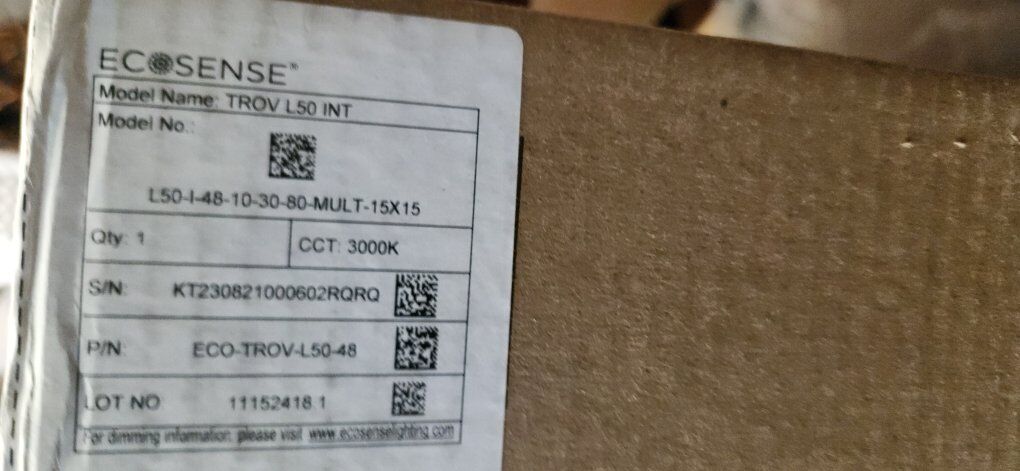 ECOSENSE®
Model Name: TROV L50 INT
Model No.:
L50-I-48-10-30-80-MULT-15X15
Qty: 1
CCT: 3000K
S/N: KT230821000602RQRQ
P/N: ECO-TROV-L50-48
LOT NO 11152418.1
For dimming information, please visit www.ecosenselighting.com